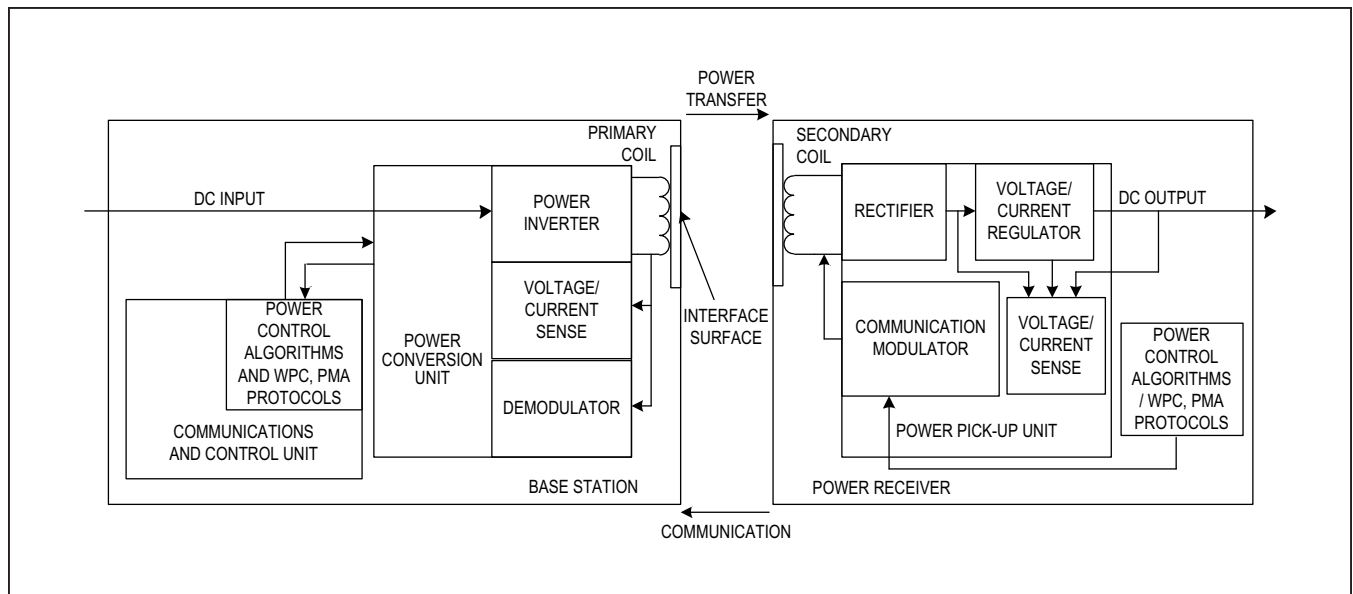 POWER
TRANSFER
PRIMARY
COIL
SECONDARY
COIL
DC INPUT
POWER
INVERTER
RECTIFIER
VOLTAGE/
CURRENT
REGULATOR
DC OUTPUT
VOLTAGE/
CURRENT
SENSE
INTERFACE
SURFACE
POWER
CONTROL
ALGORITHMS
AND WPC, PMA
PROTOCOLS
COMMUNICATIONS
AND CONTROL UNIT
POWER
CONVERSION
UNIT
DEMODULATOR
COMMUNICATION
MODULATOR
VOLTAGE/
CURRENT
SENSE
POWER
CONTROL
ALGORITHMS
/ WPC, PMA
PROTOCOLS
POWER PICK-UP UNIT
BASE STATION
POWER RECEIVER
COMMUNICATION